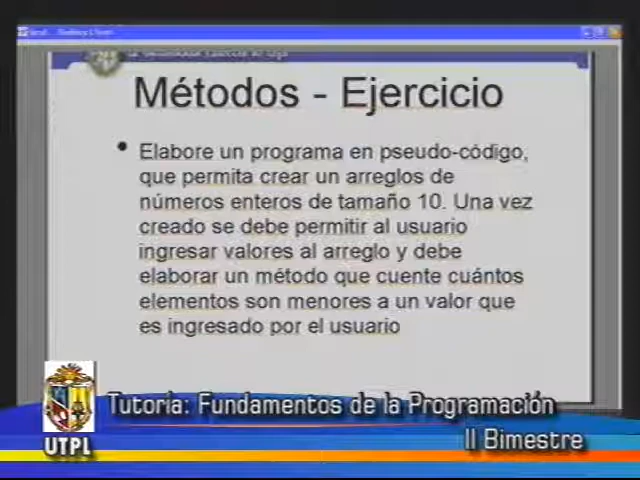 Métodos - Ejercicio
• Elabore un programa en pseudo-código,
que permita crear un arreglos de
números enteros de tamaño 10. Una vez
creado se debe permitir al usuario
ingresar valores al arreglo y debe
elaborar un método que cuente cuántos
elementos son menores a un valor que
es ingresado por el usuario
Tutoría: Fundamentos de la Programación
UTPL
II Bimestre